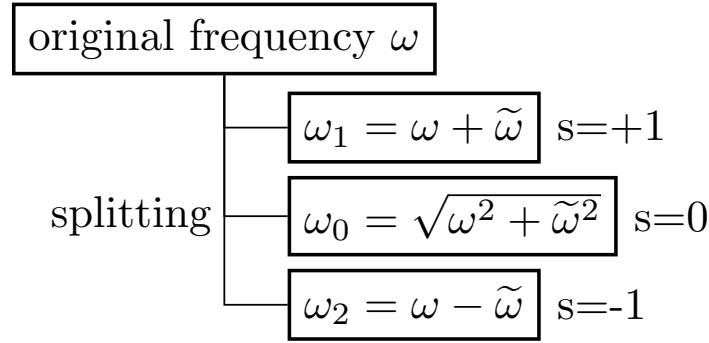 original frequency ω
ω₁ = ω + ω̃ s=+1
splitting ω₀ = √(ω² + ω̃²) s=0
ω₂ = ω − ω̃ s=-1